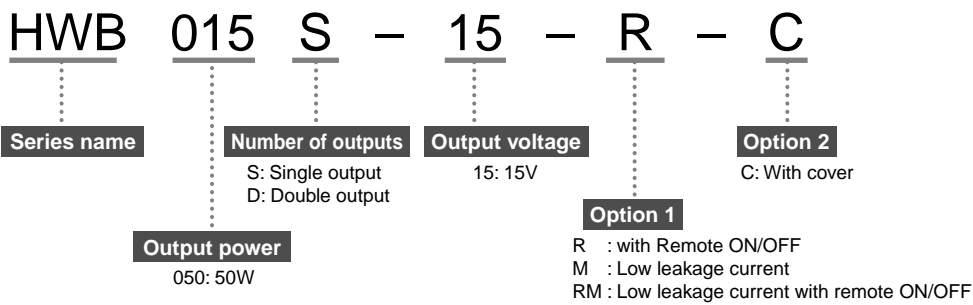 HWB 015 S – 15 – R – C
Series name
Number of outputs
S: Single output
D: Double output
Output voltage
15: 15V
Option 2
C: With cover
Output power
050: 50W
Option 1
R : with Remote ON/OFF
M : Low leakage current
RM : Low leakage current with remote ON/OFF